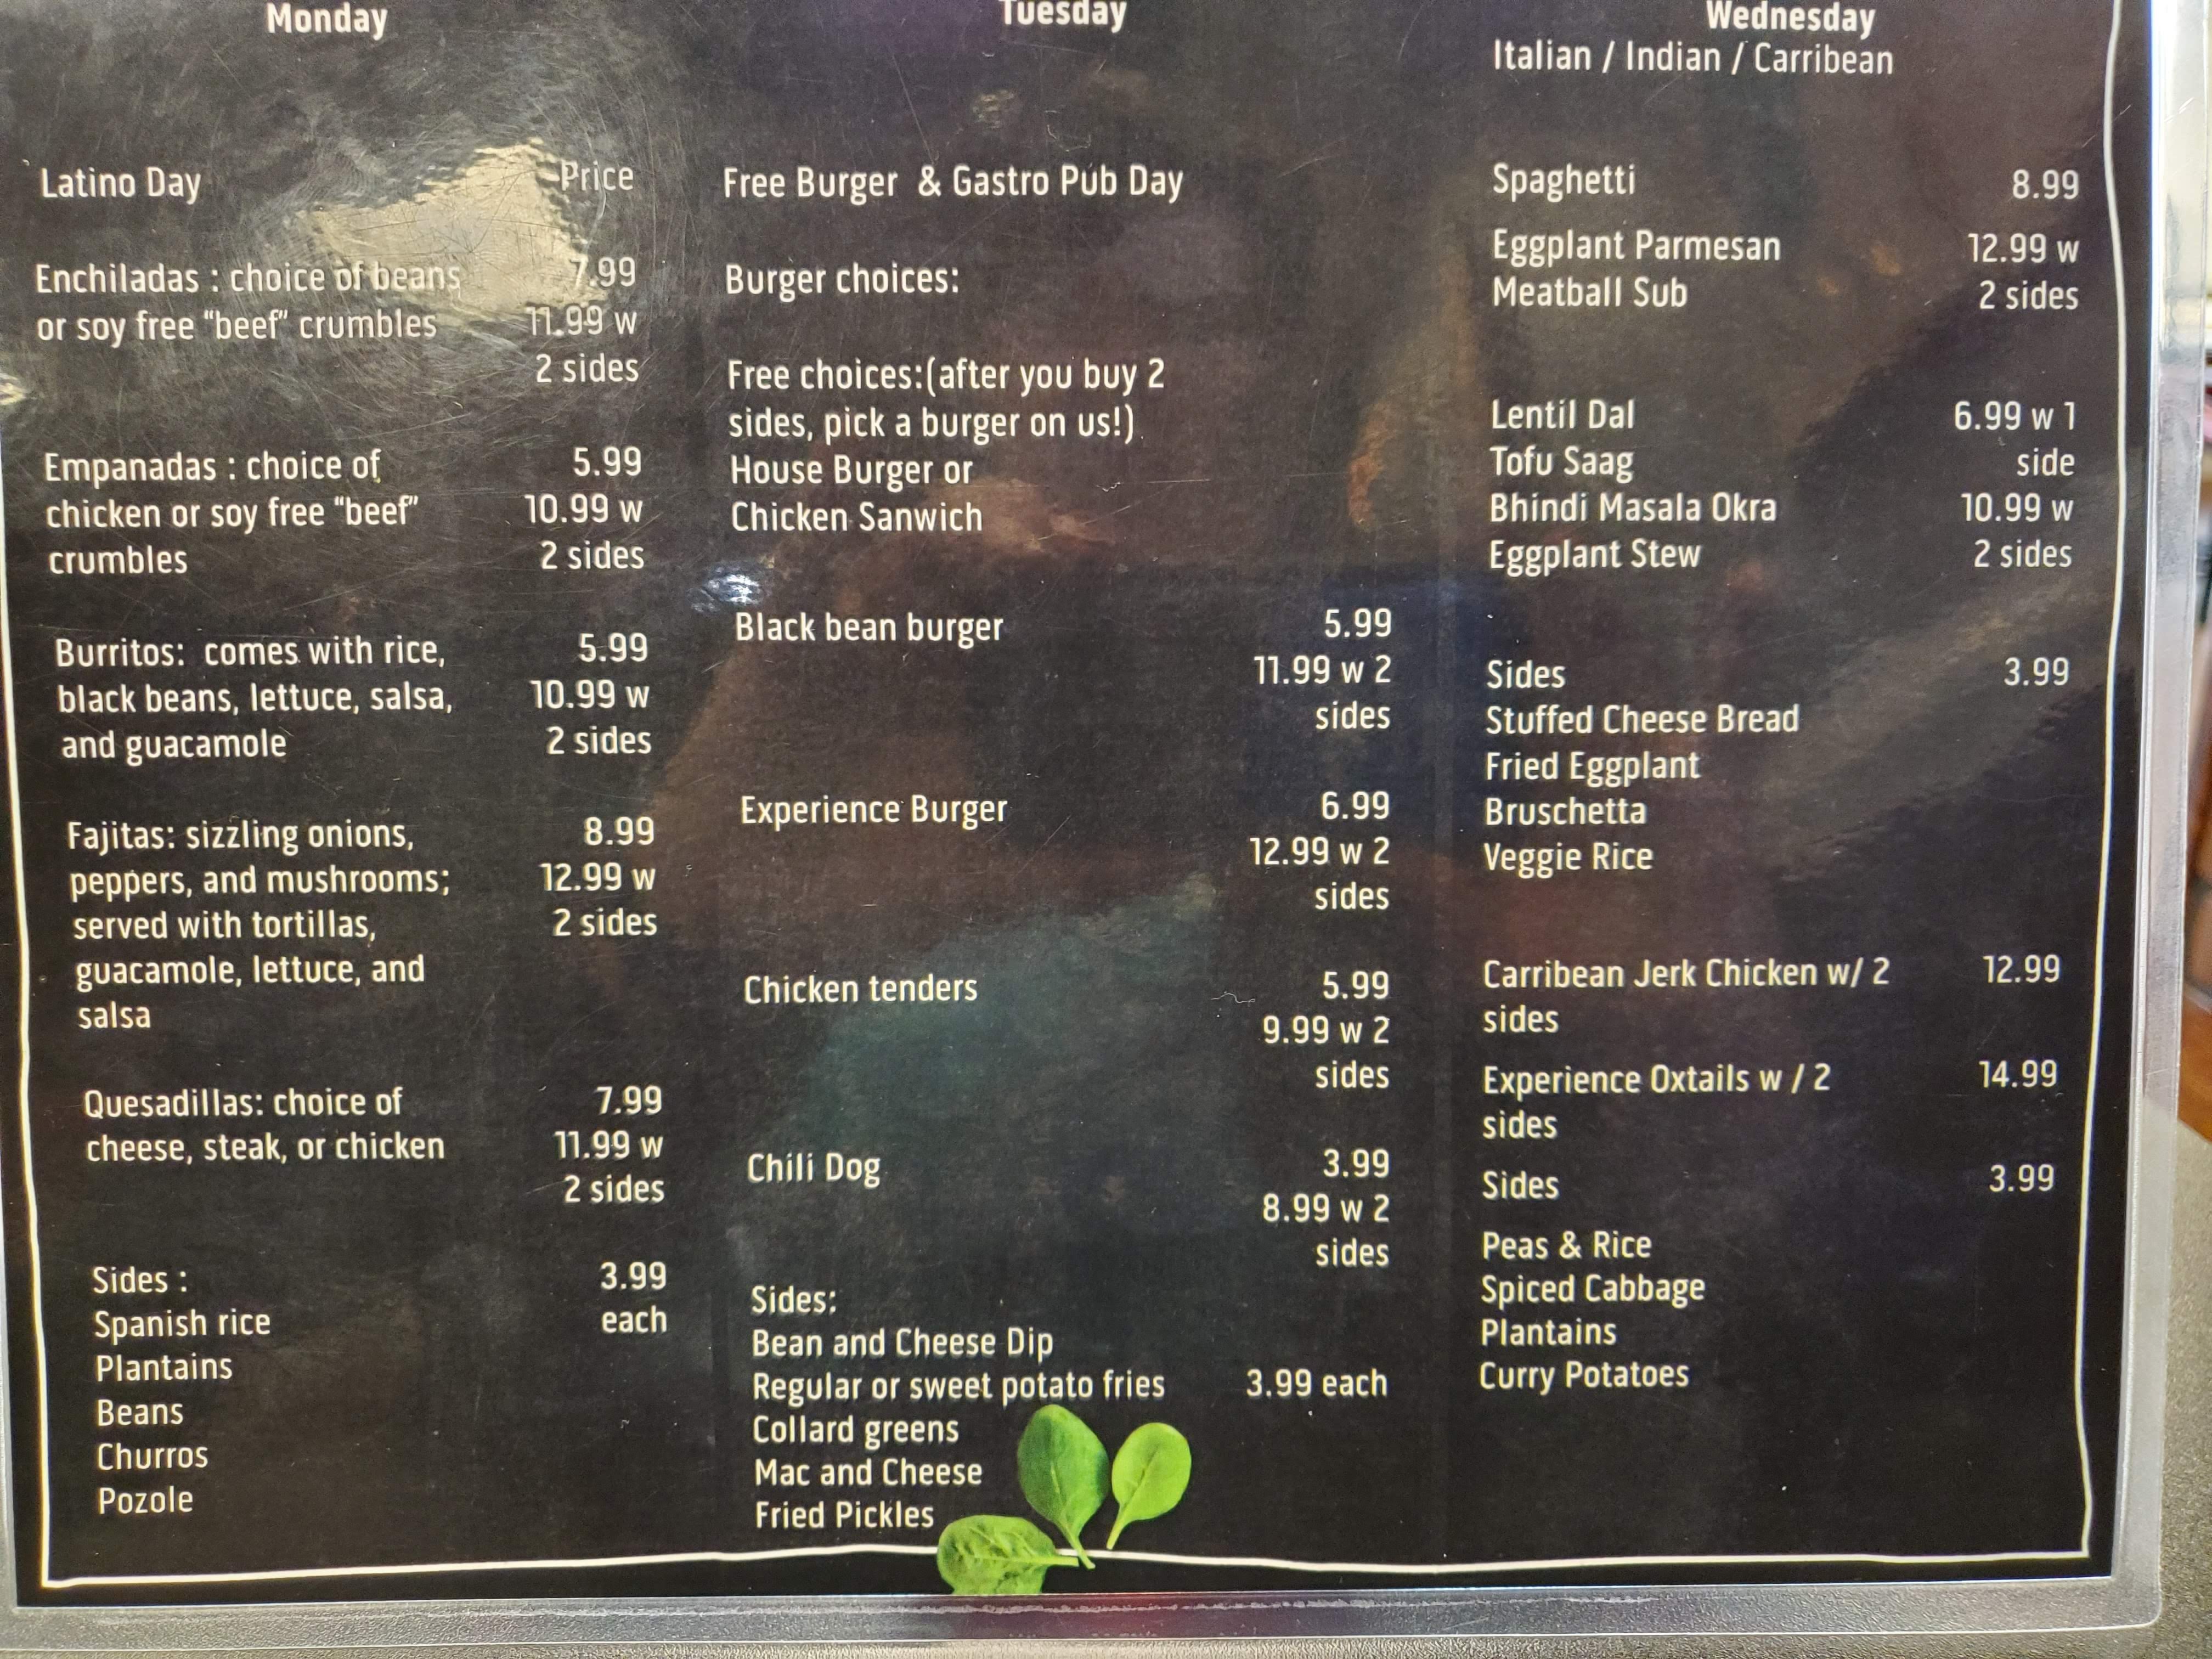 Monday
Latino Day Price
Enchiladas : choice of beans 7.99
or soy free “beef” crumbles 11.99 w
2 sides
Empanadas : choice of 5.99
chicken or soy free “beef” 10.99 w
crumbles 2 sides
Burritos: comes with rice, 5.99
black beans, lettuce, salsa, 10.99 w
and guacamole 2 sides
Fajitas: sizzling onions, 8.99
peppers, and mushrooms; 12.99 w
served with tortillas, 2 sides
guacamole, lettuce, and
salsa
Quesadillas: choice of 7.99
cheese, steak, or chicken 11.99 w
2 sides
Sides : 3.99
Spanish rice each
Plantains
Beans
Churros
Pozole
Tuesday
Free Burger & Gastro Pub Day
Burger choices:
Free choices:(after you buy 2
sides, pick a burger on us!)
House Burger or
Chicken Sanwich
Black bean burger 5.99
11.99 w 2
sides
Experience Burger 6.99
12.99 w 2
sides
Chicken tenders 5.99
9.99 w 2
sides
Chili Dog 3.99
8.99 w 2
sides
Sides:
Bean and Cheese Dip
Regular or sweet potato fries 3.99 each
Collard greens
Mac and Cheese
Fried Pickles
Wednesday
Italian / Indian / Carribean
Spaghetti 8.99
Eggplant Parmesan 12.99 w
Meatball Sub 2 sides
Lentil Dal 6.99 w 1
Tofu Saag side
Bhindi Masala Okra 10.99 w
Eggplant Stew 2 sides
Sides 3.99
Stuffed Cheese Bread
Fried Eggplant
Bruschetta
Veggie Rice
Carribean Jerk Chicken w/ 2 12.99
sides
Experience Oxtails w / 2 14.99
sides
Sides 3.99
Peas & Rice
Spiced Cabbage
Plantains
Curry Potatoes